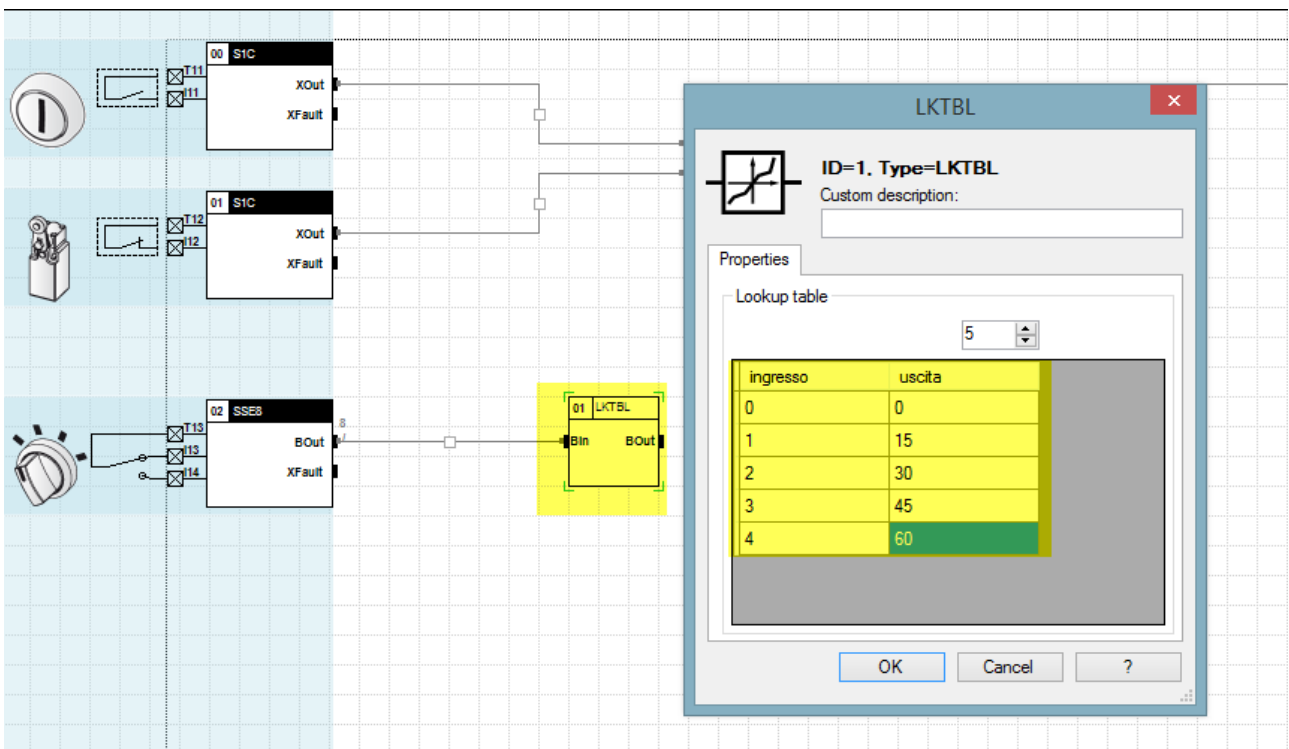 00 S1C
T11
I11
XOut
XFault
01 S1C
T12
I12
XOut
XFault
02 SSE8
T13
I13
I14
BOut
8
XFault
01 LKTBL
BIn BOut
LKTBL
ID=1, Type=LKTBL
Custom description:
Properties
Lookup table
5
ingresso uscita
0 0
1 15
2 30
3 45
4 60
OK Cancel ?